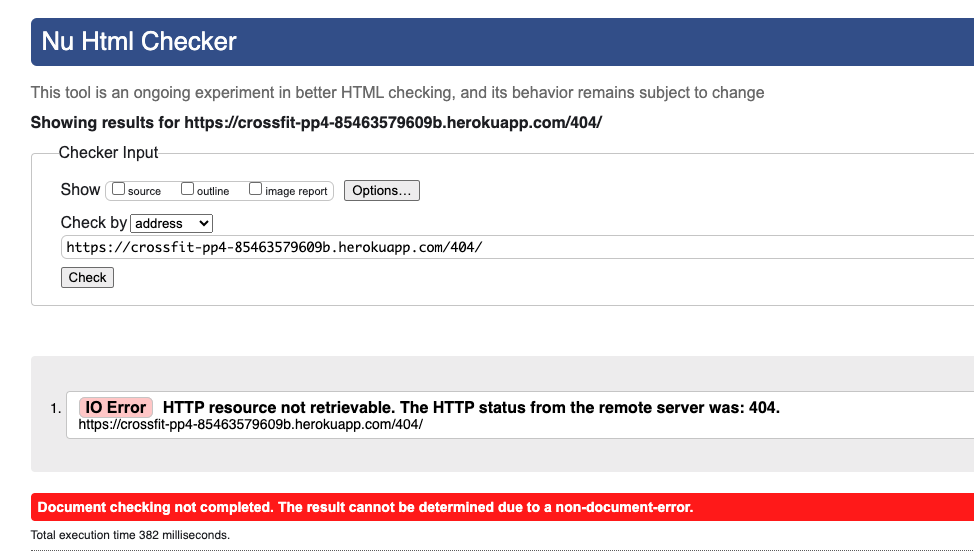 Nu Html Checker
This tool is an ongoing experiment in better HTML checking, and its behavior remains subject to change
Showing results for https://crossfit-pp4-85463579609b.herokuapp.com/404/
Checker Input
Show source outline image report Options...
Check by address
https://crossfit-pp4-85463579609b.herokuapp.com/404/
Check
1. IO Error HTTP resource not retrievable. The HTTP status from the remote server was: 404.
https://crossfit-pp4-85463579609b.herokuapp.com/404/
Document checking not completed. The result cannot be determined due to a non-document-error.
Total execution time 382 milliseconds.